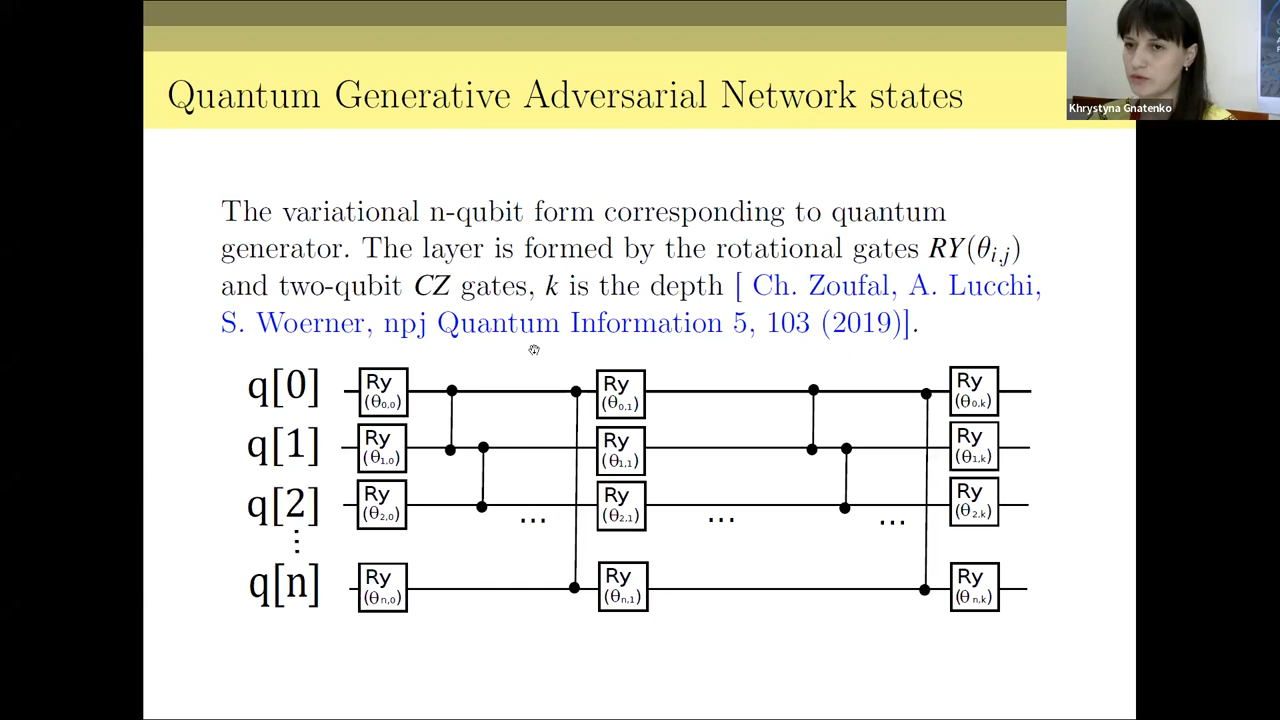 Quantum Generative Adversarial Network states
Khrystyna Gnatenko
The variational n-qubit form corresponding to quantum
generator. The layer is formed by the rotational gates RY(θi,j)
and two-qubit CZ gates, k is the depth [ Ch. Zoufal, A. Lucchi,
S. Woerner, npj Quantum Information 5, 103 (2019)].
q[0] Ry (θ0,0) Ry (θ0,1) Ry (θ0,k)
q[1] Ry (θ1,0) Ry (θ1,1) Ry (θ1,k)
q[2] Ry (θ2,0) ... Ry (θ2,1) ... ... Ry (θ2,k)
⋮
q[n] Ry (θn,0) Ry (θn,1) Ry (θn,k)